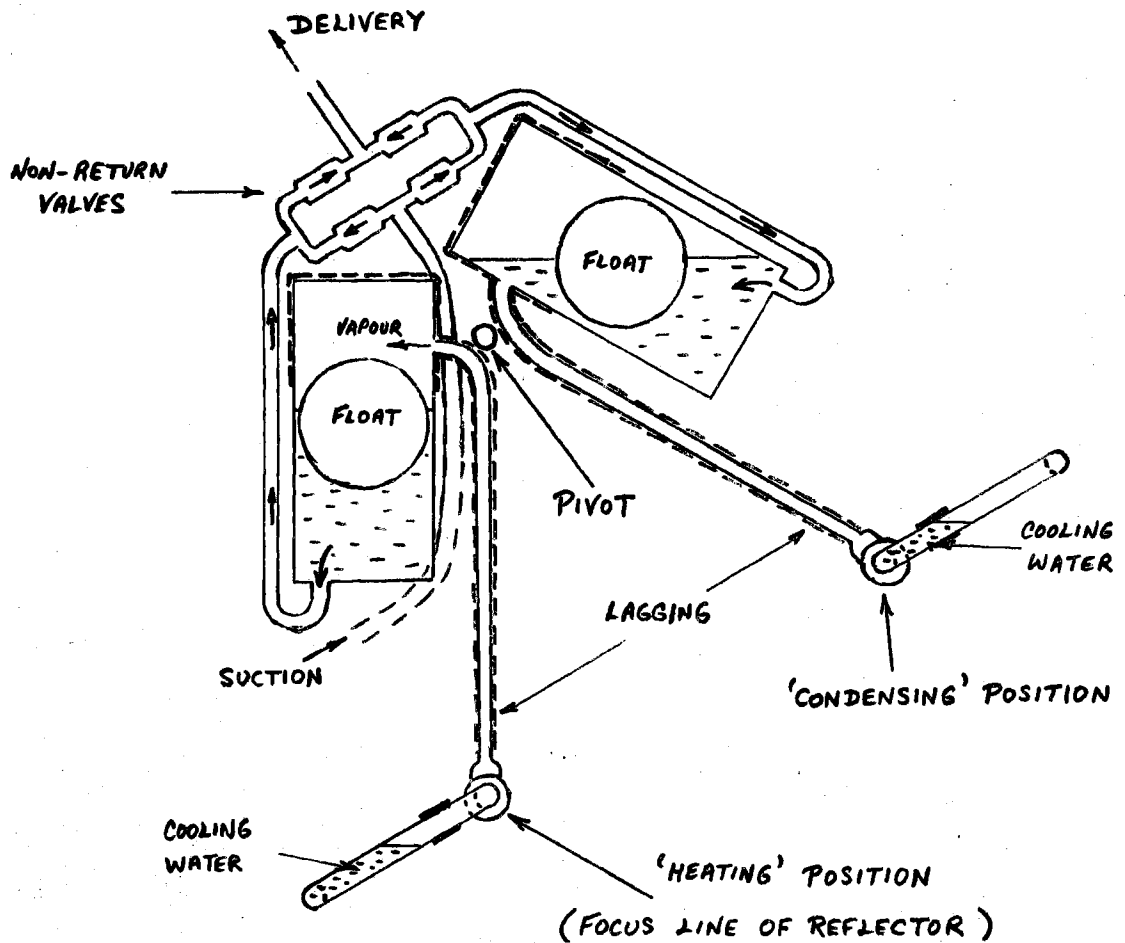 DELIVERY
NON-RETURN
VALVES
FLOAT
VAPOUR
FLOAT
PIVOT
COOLING
WATER
LAGGING
SUCTION
'CONDENSING' POSITION
COOLING
WATER
'HEATING' POSITION
(FOCUS LINE OF REFLECTOR)